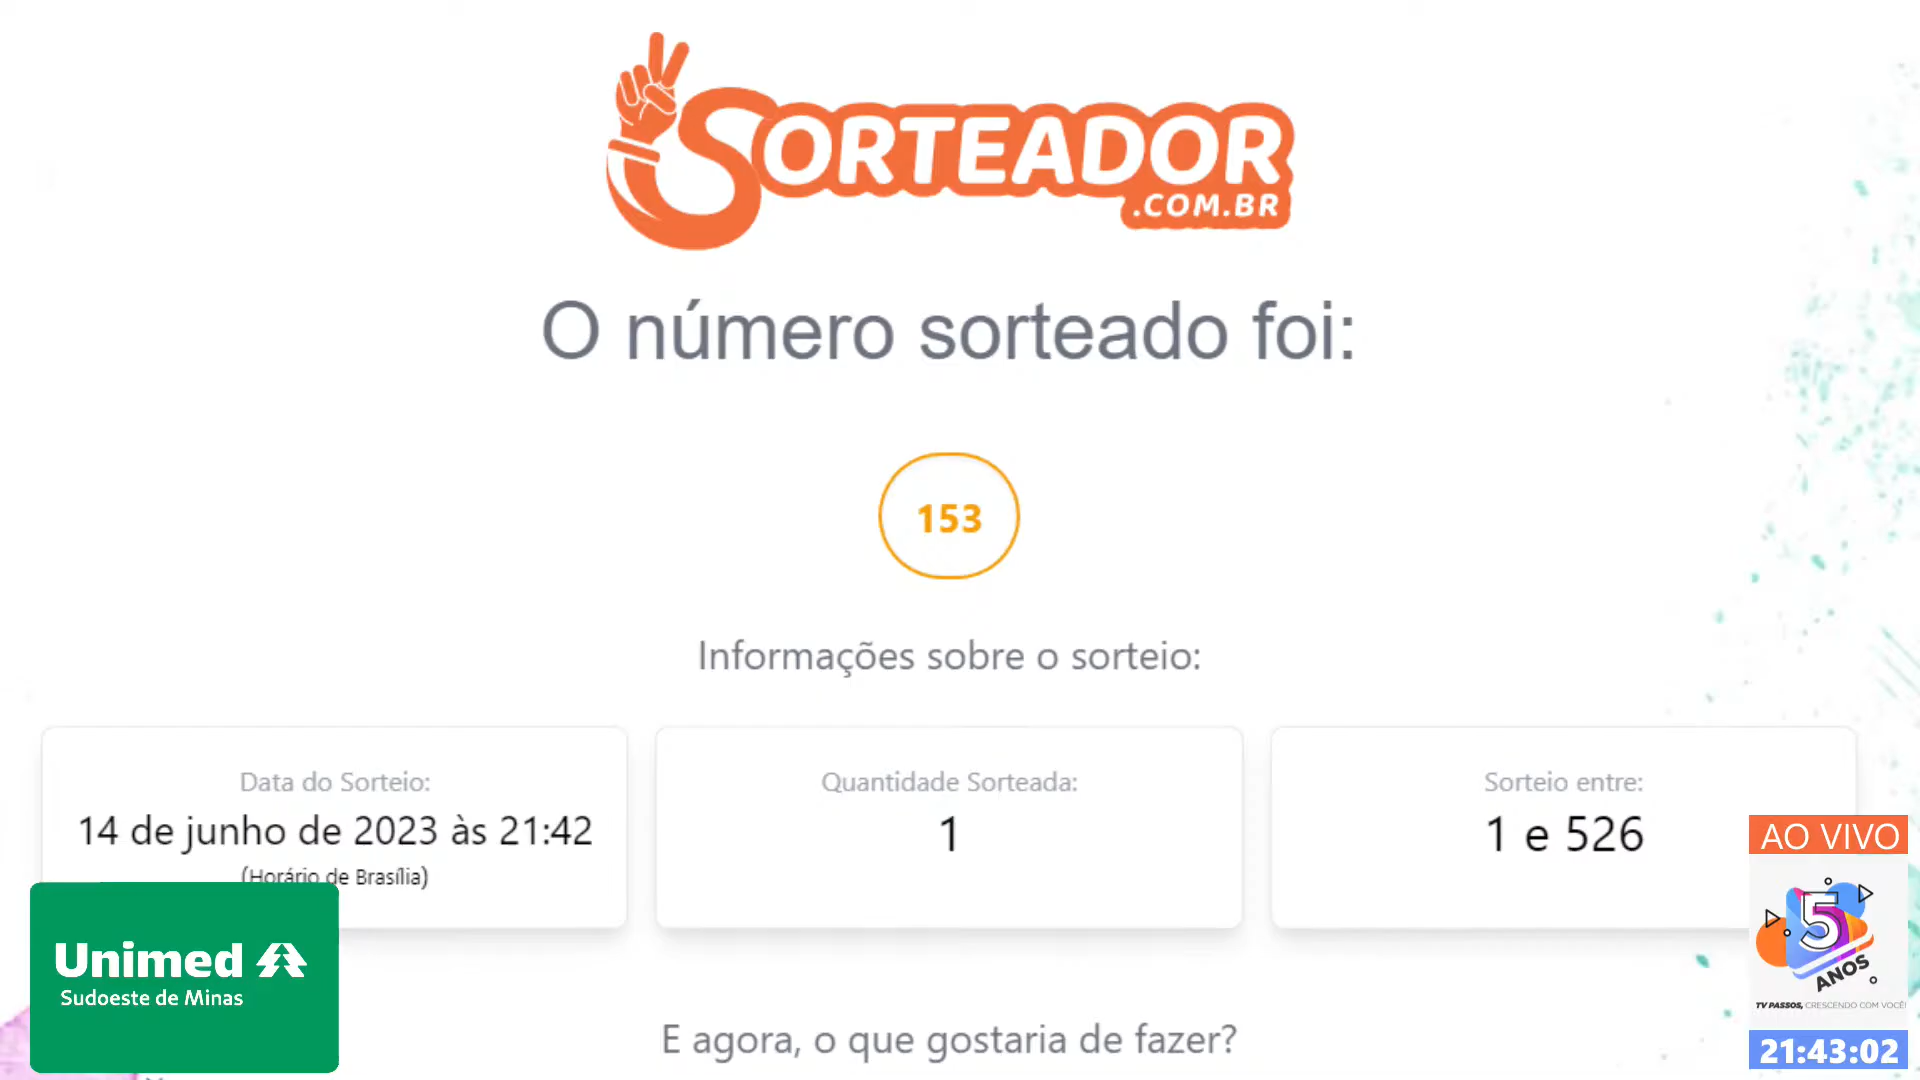 SORTEADOR
.COM.BR
O número sorteado foi:
153
Informações sobre o sorteio:
Data do Sorteio:
14 de junho de 2023 às 21:42
(Horário de Brasília)
Quantidade Sorteada:
1
Sorteio entre:
1 e 526
AO VIVO
5
ANOS
TV PASSOS, CRESCENDO COM VOCÊ!
21:43:02
Unimed
Sudoeste de Minas
E agora, o que gostaria de fazer?